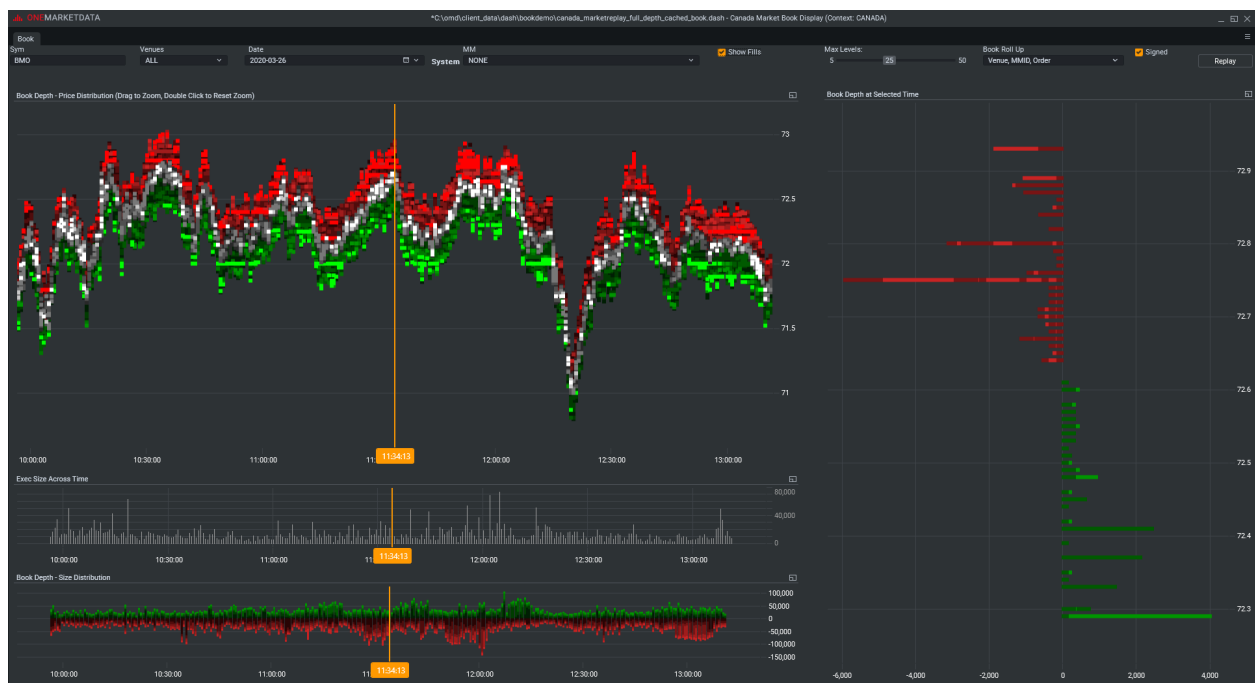 ONEMARKETDATA
*C:\omd\client_data\dash\bookdemo\canada_marketreplay_full_depth_cached_book.dash - Canada Market Book Display (Context: CANADA)
Book
Sym Venues Date MM Show Fills Max Levels: Book Roll Up Signed
BMO ALL 2020-03-26 System NONE 5 25 50 Venue, MMID, Order Replay
Book Depth - Price Distribution (Drag to Zoom, Double Click to Reset Zoom)
73
72.5
72
71.5
71
10:00:00 10:30:00 11:00:00 11: 11:34:13 12:00:00 12:30:00 13:00:00
Exec Size Across Time
80,000
40,000
0
10:00:00 10:30:00 11:00:00 11:34:13 12:00:00 12:30:00 13:00:00
Book Depth - Size Distribution
100,000
50,000
0
-50,000
-100,000
-150,000
10:00:00 10:30:00 11:00:00 11: 11:34:13 12:00:00 12:30:00 13:00:00
Book Depth at Selected Time
72.9
72.8
72.7
72.6
72.5
72.4
72.3
-6,000 -4,000 -2,000 0 2,000 4,000